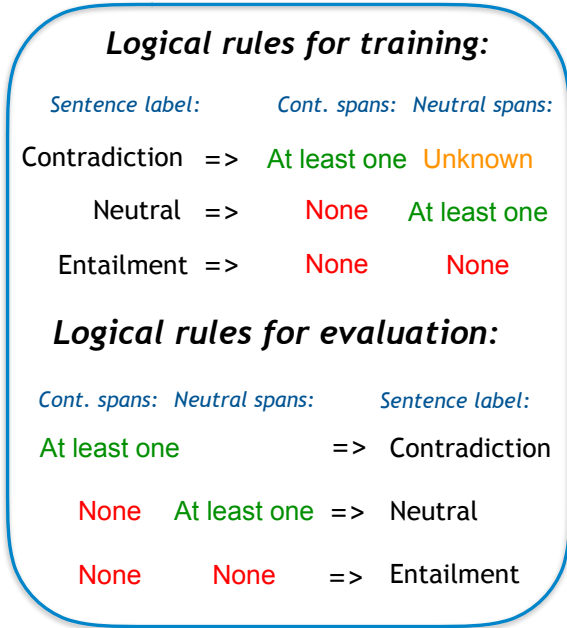 Logical rules for training:
Sentence label: Cont. spans: Neutral spans:
Contradiction => At least one Unknown
Neutral => None At least one
Entailment => None None
Logical rules for evaluation:
Cont. spans: Neutral spans: Sentence label:
At least one => Contradiction
None At least one => Neutral
None None => Entailment